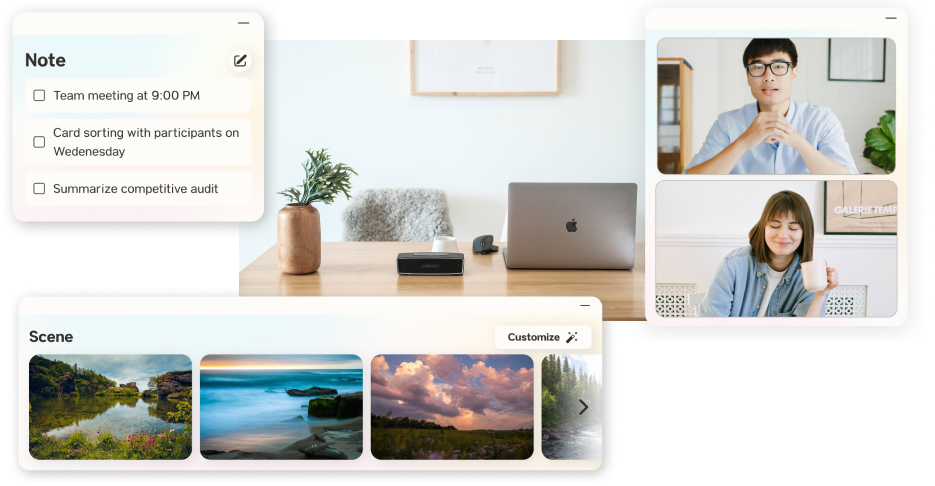 Note
Team meeting at 9:00 PM
Card sorting with participants on
Wedenesday
Summarize competitive audit
GALERIE TEMP
Scene
Customize